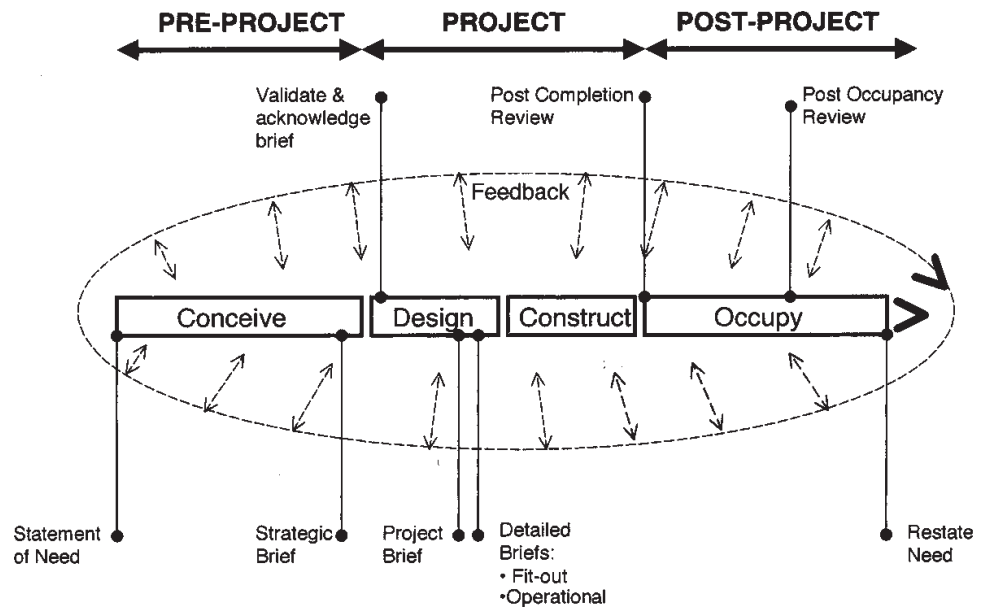 PRE-PROJECT PROJECT POST-PROJECT
Validate &
acknowledge
brief
Post Completion
Review
Post Occupancy
Review
Feedback
Conceive
Design
Construct
Occupy
Statement
of Need
Strategic
Brief
Project
Brief
Detailed
Briefs:
• Fit-out
•Operational
Restate
Need